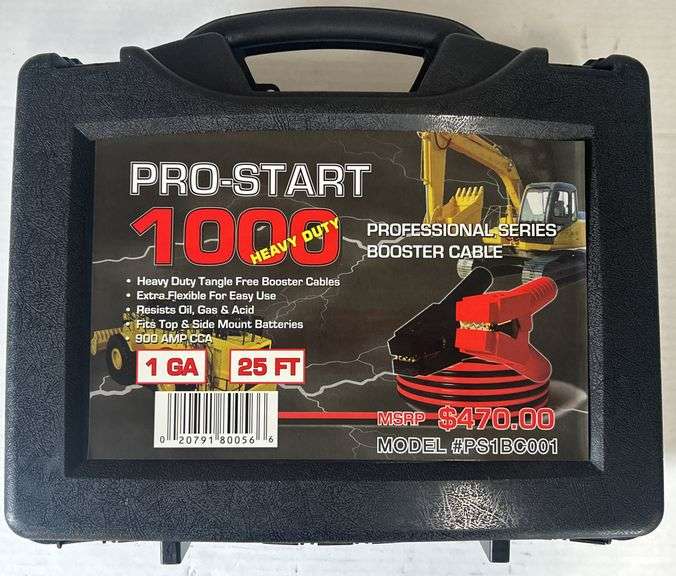 PRO-START
1000
HEAVY DUTY
PROFESSIONAL SERIES
BOOSTER CABLE
• Heavy Duty Tangle Free Booster Cables
• Extra Flexible For Easy Use
• Resists Oil, Gas & Acid
• Fits Top & Side Mount Batteries
• 900 AMP CCA
1 GA 25 FT
0 20791 80056 6
MSRP $470.00
MODEL #PS1BC001